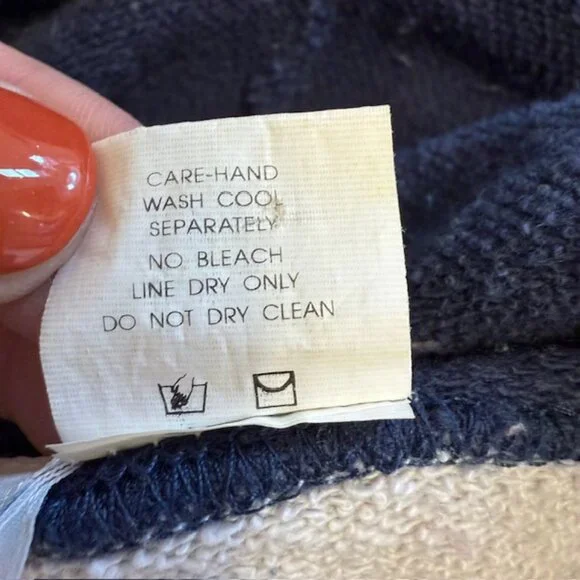 CARE-HAND
WASH COOL
SEPARATELY
NO BLEACH
LINE DRY ONLY
DO NOT DRY CLEAN